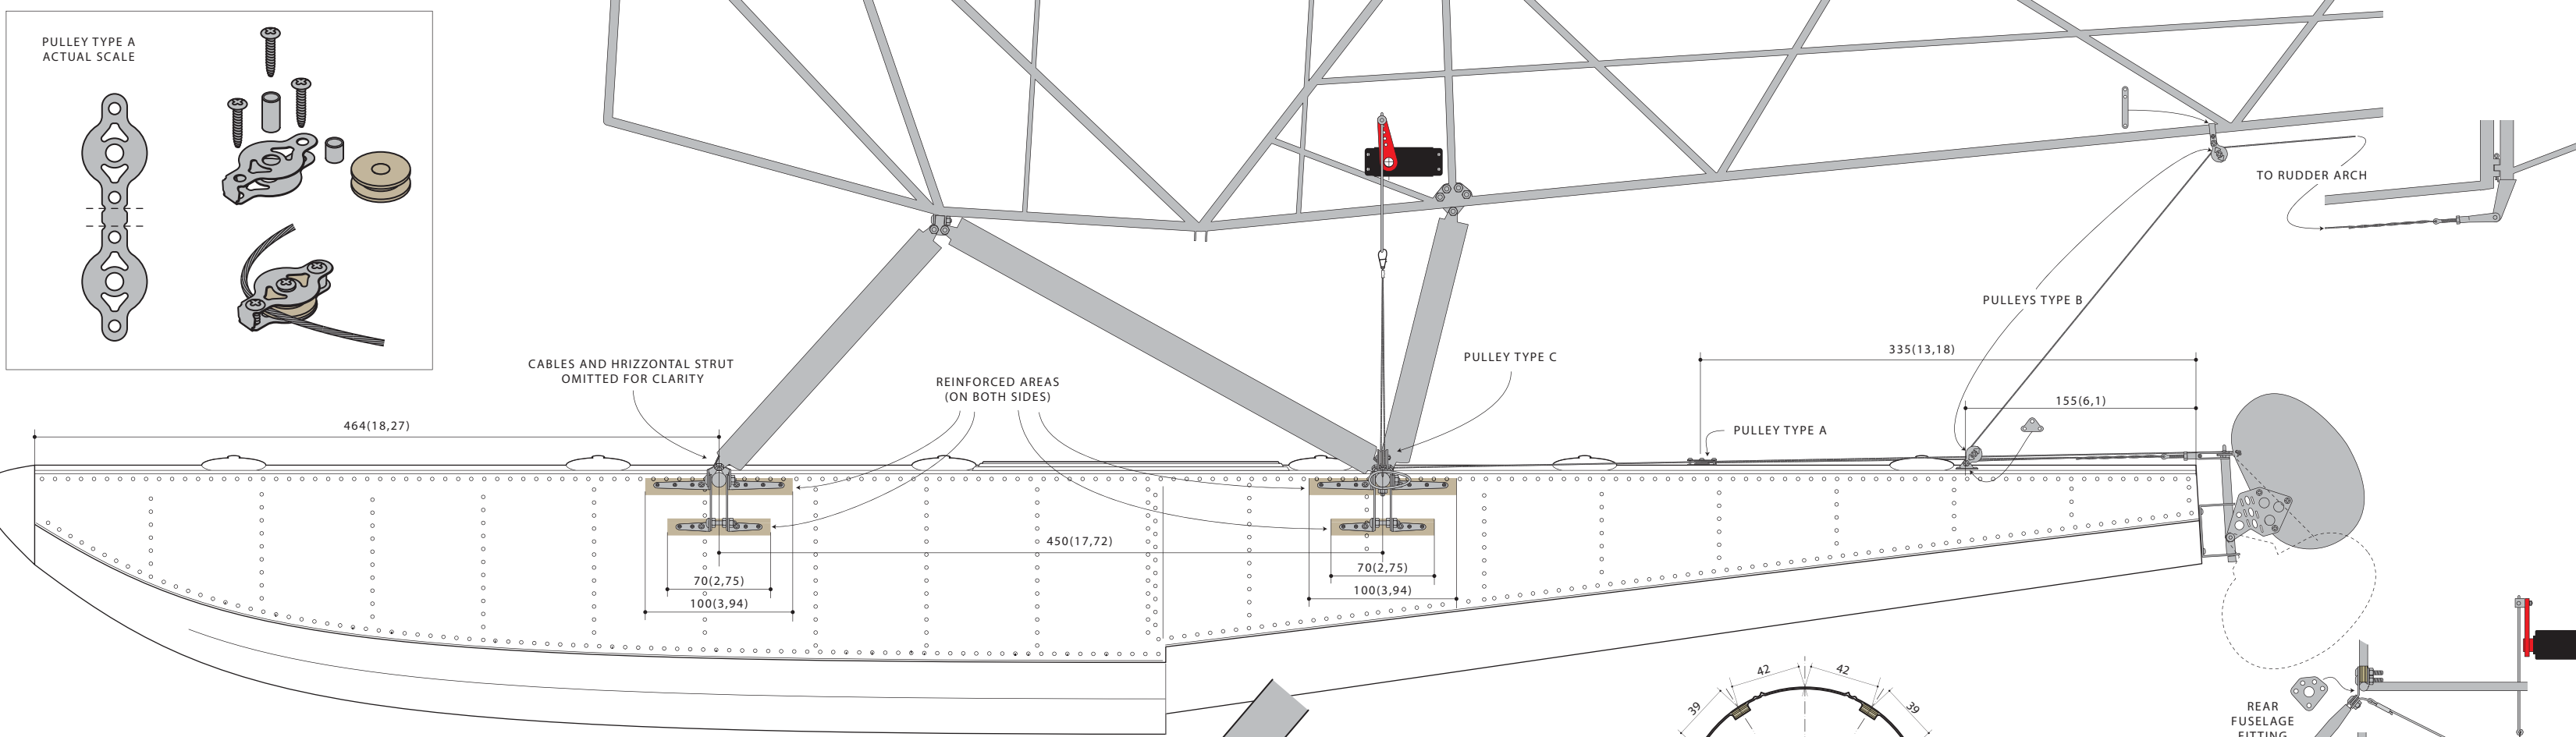 PULLEY TYPE A
ACTUAL SCALE
TO RUDDER ARCH
PULLEYS TYPE B
335(13,18)
PULLEY TYPE C
CABLES AND HRIZZONTAL STRUT
OMITTED FOR CLARITY
REINFORCED AREAS
(ON BOTH SIDES)
155(6,1)
464(18,27)
PULLEY TYPE A
450(17,72)
70(2,75)
100(3,94)
70(2,75)
100(3,94)
42
42
39
39
REAR
FUSELAGE
FITTING